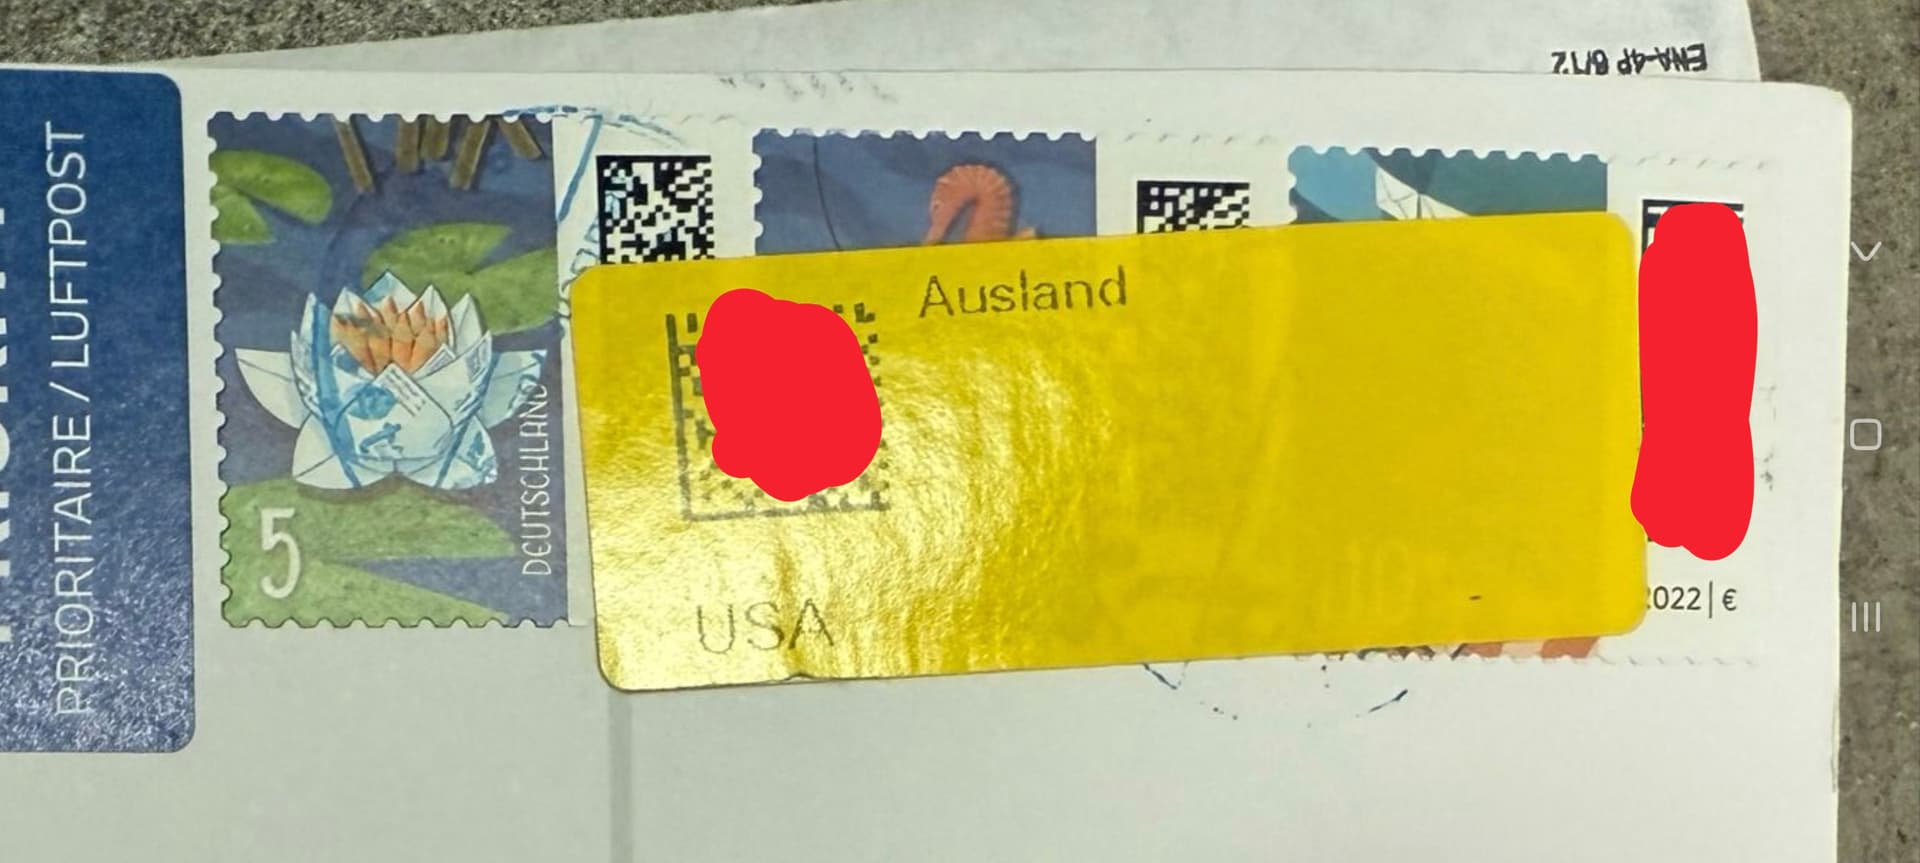 PRIORITAIRE / LUFTPOST
5
DEUTSCHLAND
Ausland
USA
2022 | €
ENA-4P 6/12